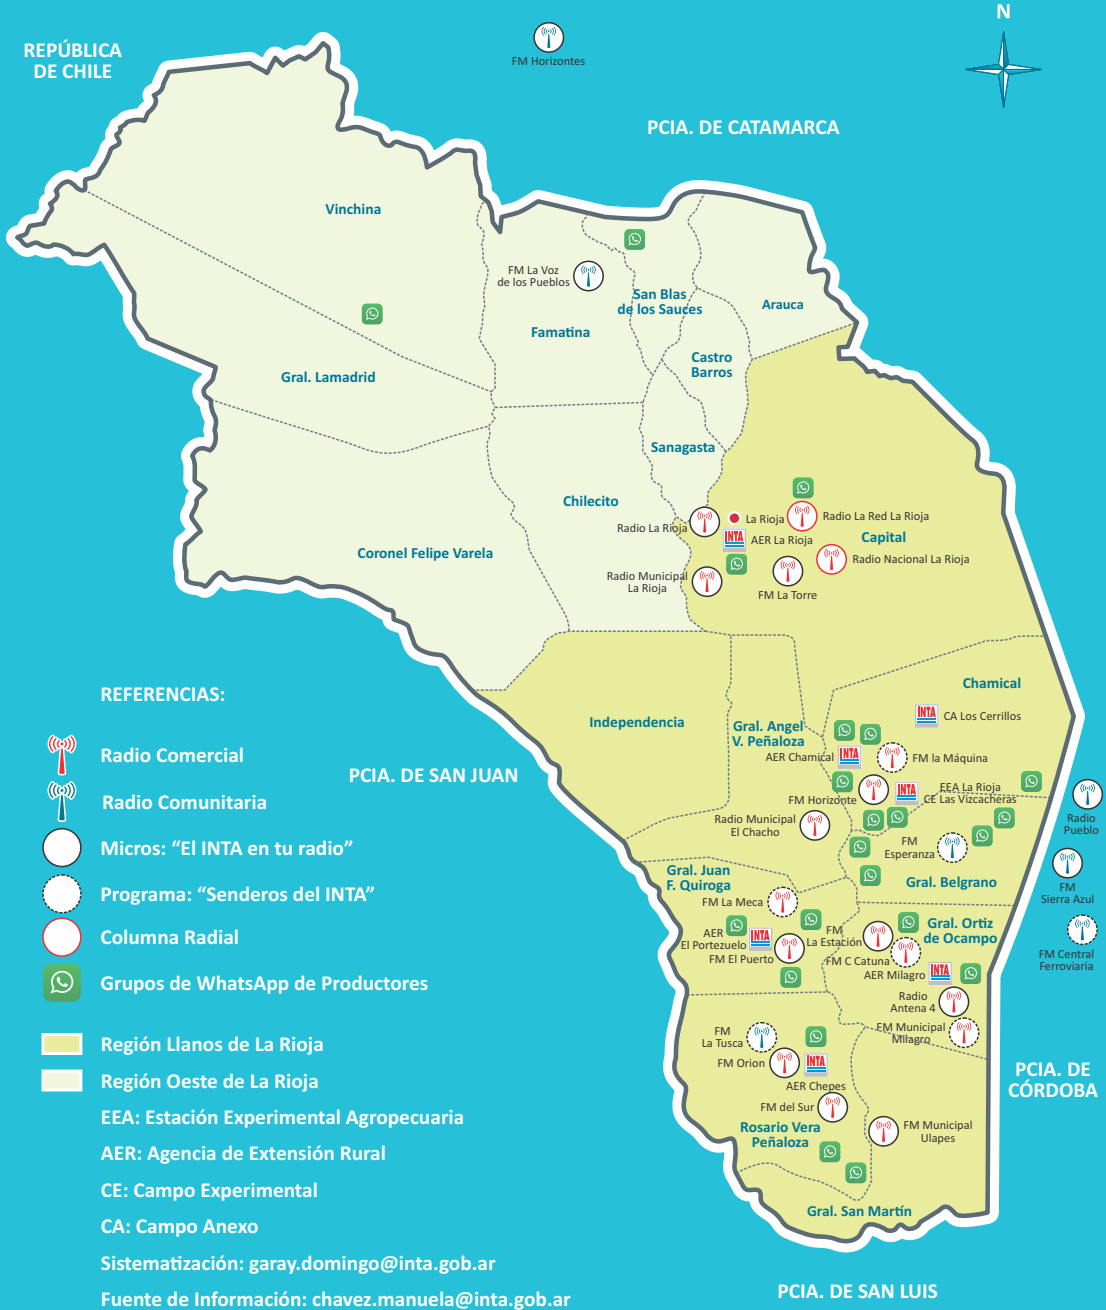 N
REPÚBLICA
DE CHILE
FM Horizontes
PCIA. DE CATAMARCA
Vinchina
FM La Voz
de los Pueblos
San Blas
de los Sauces
Arauca
Famatina
Castro
Barros
Gral. Lamadrid
Sanagasta
Chilecito
Radio La Rioja
La Rioja
Radio La Red La Rioja
INTA
AER La Rioja
Capital
Coronel Felipe Varela
Radio Nacional La Rioja
Radio Municipal
La Rioja
FM La Torre
Chamical
Independencia
INTA
CA Los Cerrillos
Gral. Angel
V. Peñaloza
AER Chamical
INTA
FM la Máquina
PCIA. DE SAN JUAN
FM Horizonte
INTA
EEA La Rioja
CE Las Vizcacheras
Radio
Pueblo
Radio Municipal
El Chacho
FM
Esperanza
Gral. Juan
F. Quiroga
Gral. Belgrano
FM
Sierra Azul
FM La Meca
AER
El Portezuelo
INTA
FM
La Estación
Gral. Ortiz
de Ocampo
FM El Puerto
FM C Catuna
FM Central
Ferroviaria
AER Milagro
INTA
Radio
Antena 4
FM
La Tusca
FM Municipal
Milagro
FM Orion
INTA
AER Chepes
PCIA. DE
CÓRDOBA
FM del Sur
Rosario Vera
Peñaloza
FM Municipal
Ulapes
Gral. San Martín
PCIA. DE SAN LUIS
REFERENCIAS:
Radio Comercial
Radio Comunitaria
Micros: “El INTA en tu radio”
Programa: “Senderos del INTA”
Columna Radial
Grupos de WhatsApp de Productores
Región Llanos de La Rioja
Región Oeste de La Rioja
EEA: Estación Experimental Agropecuaria
AER: Agencia de Extensión Rural
CE: Campo Experimental
CA: Campo Anexo
Sistematización: garay.domingo@inta.gob.ar
Fuente de Información: chavez.manuela@inta.gob.ar